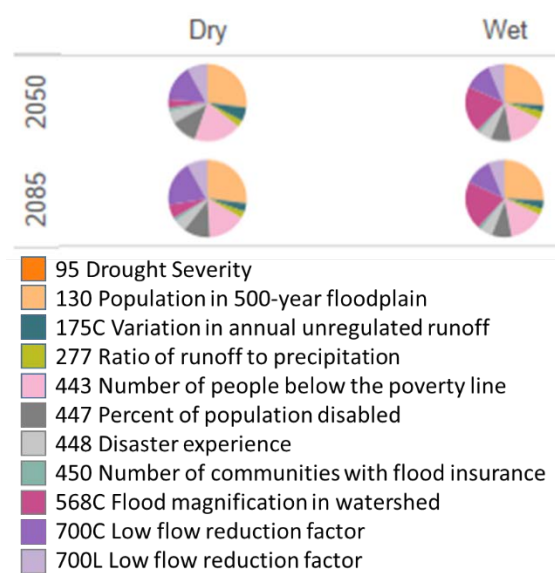 Dry Wet
2050
2085
95 Drought Severity
130 Population in 500-year floodplain
175C Variation in annual unregulated runoff
277 Ratio of runoff to precipitation
443 Number of people below the poverty line
447 Percent of population disabled
448 Disaster experience
450 Number of communities with flood insurance
568C Flood magnification in watershed
700C Low flow reduction factor
700L Low flow reduction factor